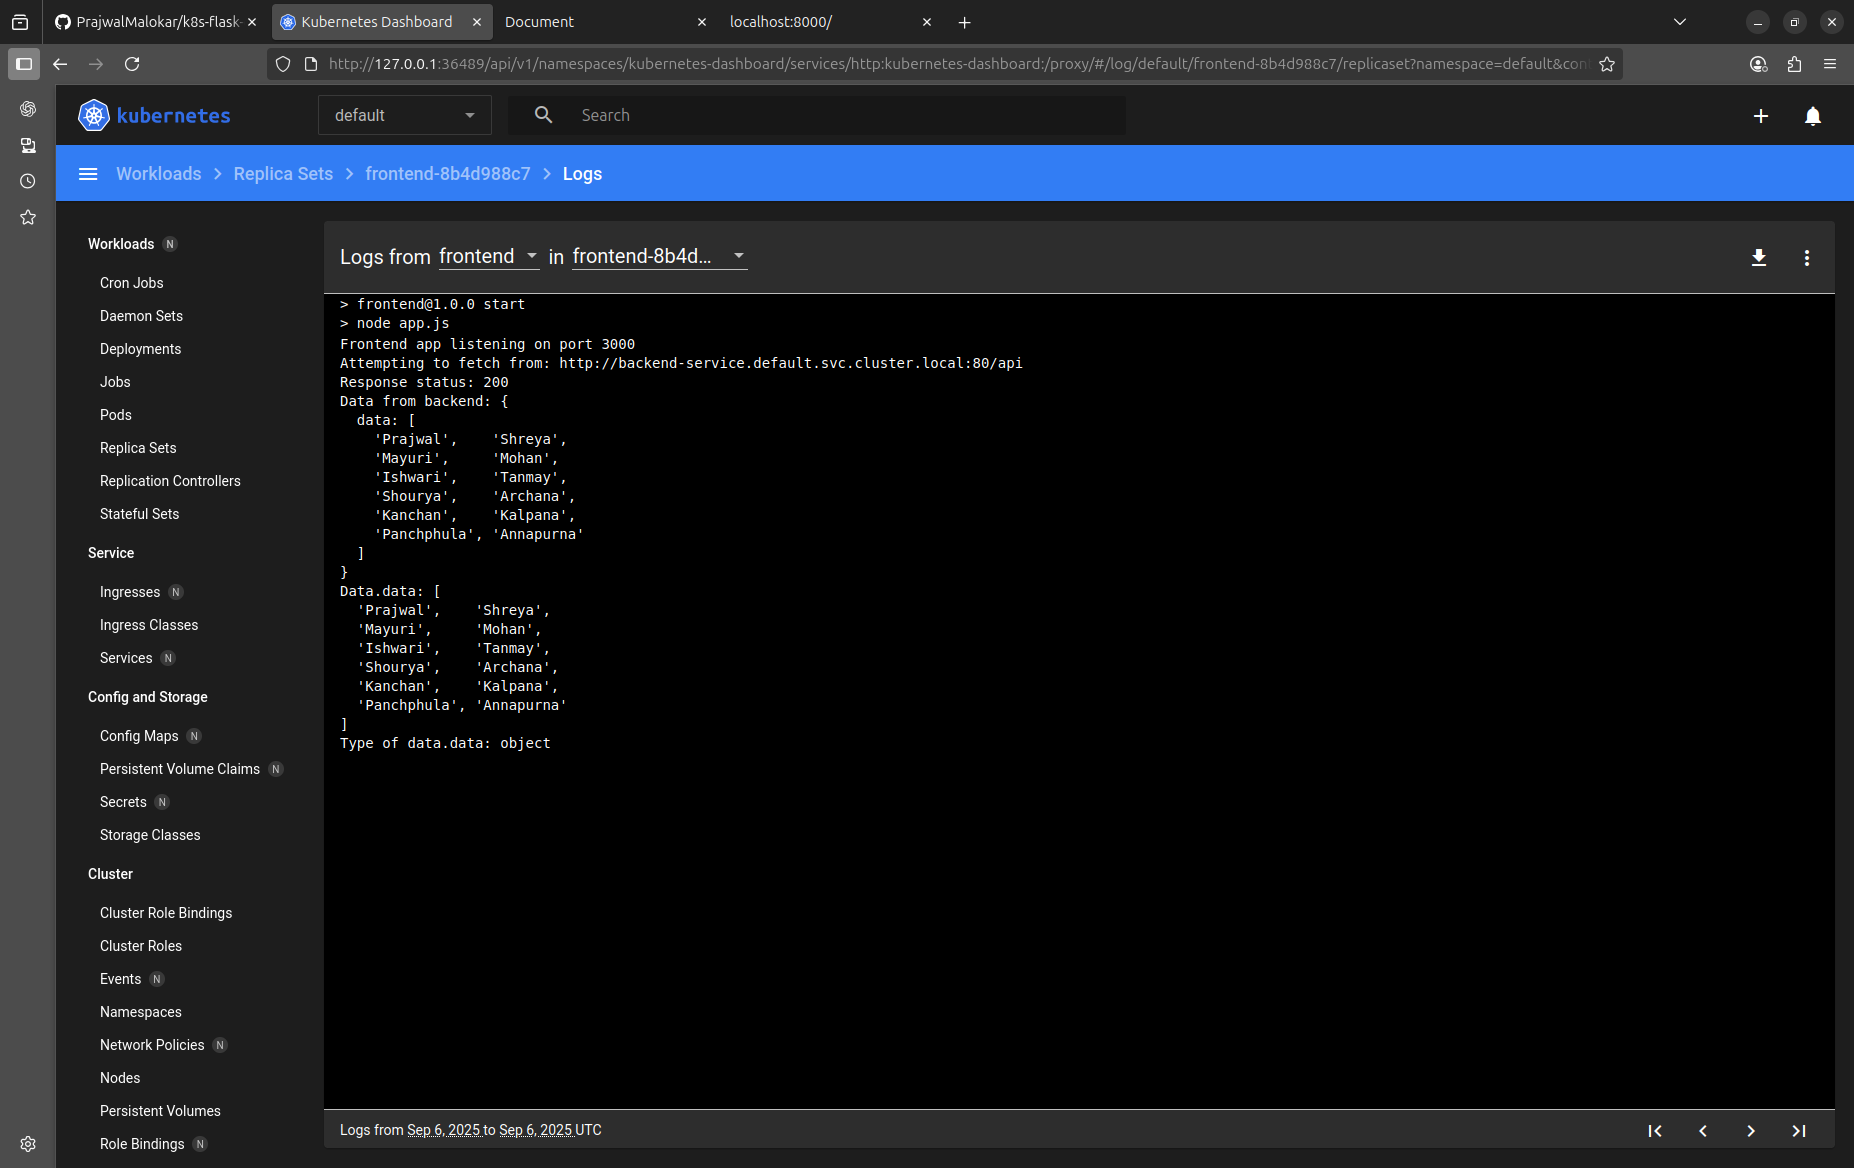 PrajwalMalokar/k8s-flask-
Kubernetes Dashboard
Document
localhost:8000/
http://127.0.0.1:36489/api/v1/namespaces/kubernetes-dashboard/services/http:kubernetes-dashboard:/proxy/#/log/default/frontend-8b4d988c7/replicaset?namespace=default&con
kubernetes
default
Search
Workloads > Replica Sets > frontend-8b4d988c7 > Logs
Workloads N
Cron Jobs
Daemon Sets
Deployments
Jobs
Pods
Replica Sets
Replication Controllers
Stateful Sets
Service
Ingresses N
Ingress Classes
Services N
Config and Storage
Config Maps N
Persistent Volume Claims N
Secrets N
Storage Classes
Cluster
Cluster Role Bindings
Cluster Roles
Events N
Namespaces
Network Policies N
Nodes
Persistent Volumes
Role Bindings N
Logs from frontend in frontend-8b4d...
> frontend@1.0.0 start
> node app.js
Frontend app listening on port 3000
Attempting to fetch from: http://backend-service.default.svc.cluster.local:80/api
Response status: 200
Data from backend: {
  data: [
    'Prajwal',    'Shreya',
    'Mayuri',     'Mohan',
    'Ishwari',    'Tanmay',
    'Shourya',    'Archana',
    'Kanchan',    'Kalpana',
    'Panchphula', 'Annapurna'
  ]
}
Data.data: [
  'Prajwal',    'Shreya',
  'Mayuri',     'Mohan',
  'Ishwari',    'Tanmay',
  'Shourya',    'Archana',
  'Kanchan',    'Kalpana',
  'Panchphula', 'Annapurna'
]
Type of data.data: object
Logs from Sep 6, 2025 to Sep 6, 2025 UTC